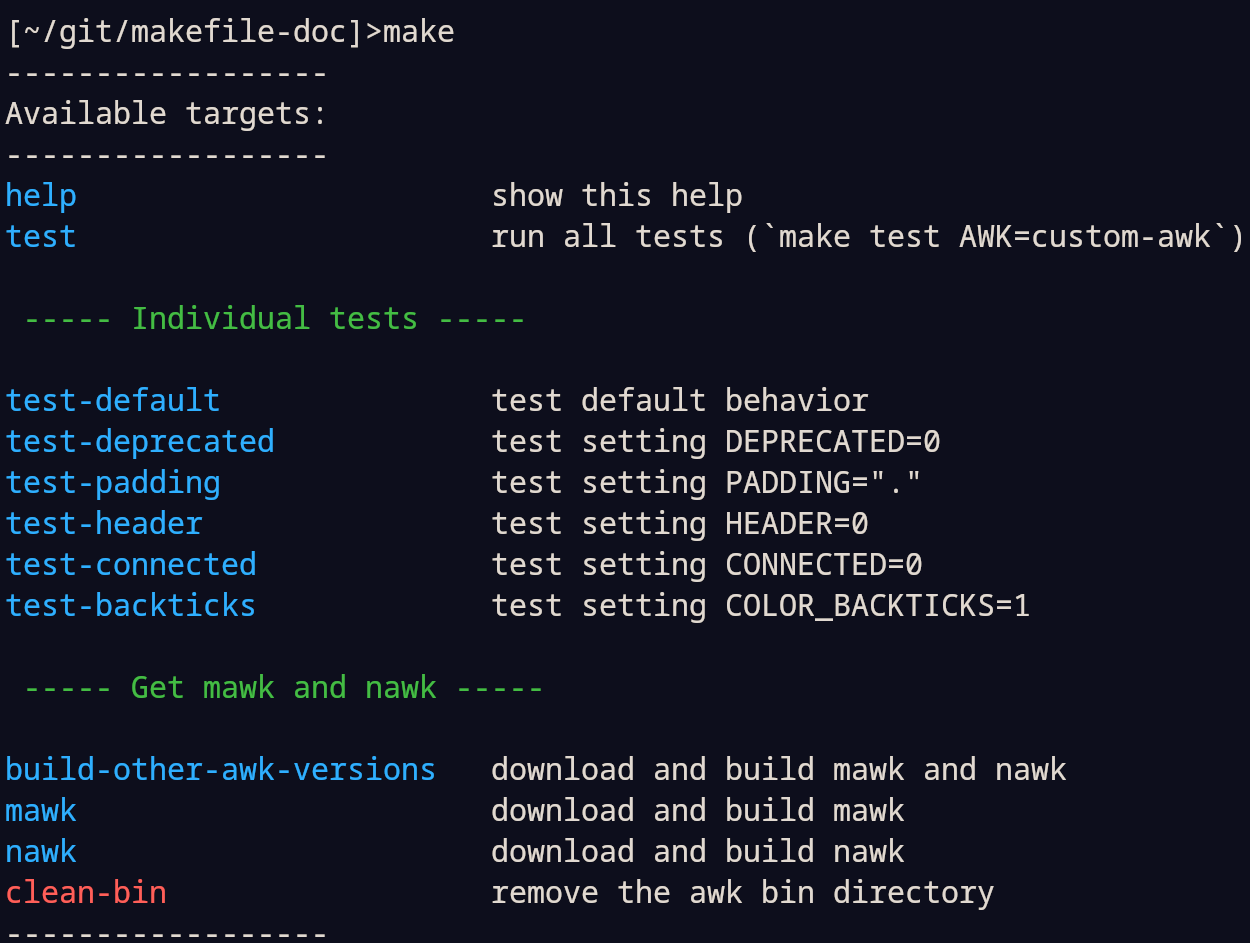 [~/git/makefile-doc]>make
------------------
Available targets:
------------------
help                       show this help
test                       run all tests (`make test AWK=custom-awk`)

 ----- Individual tests -----

test-default               test default behavior
test-deprecated            test setting DEPRECATED=0
test-padding               test setting PADDING="."
test-header                test setting HEADER=0
test-connected             test setting CONNECTED=0
test-backticks             test setting COLOR_BACKTICKS=1

 ----- Get mawk and nawk -----

build-other-awk-versions   download and build mawk and nawk
mawk                       download and build mawk
nawk                       download and build nawk
clean-bin                  remove the awk bin directory
------------------